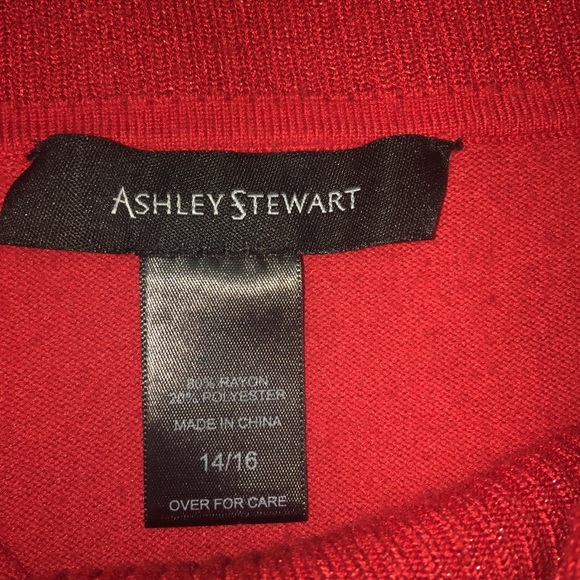 ASHLEY STEWART
80% RAYON
20% POLYESTER
MADE IN CHINA
14/16
OVER FOR CARE